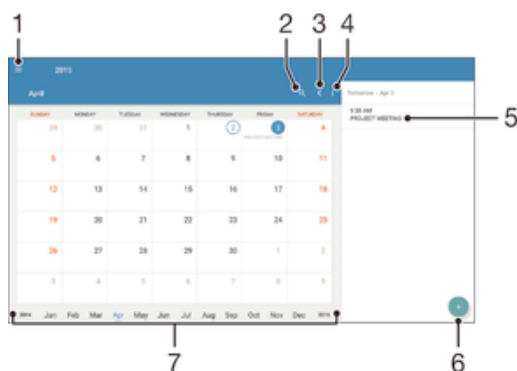 1 2 3 4
2015
April
Tomorrow - Apr 3
SUNDAY MONDAY TUESDAY WEDNESDAY THURSDAY FRIDAY SATURDAY
9:30 AM
PROJECT MEETING
5
29 30 31 1 2 3 4
PROJECT MEETING
5 6 7 8 9 10 11
12 13 14 15 16 17 18
19 20 21 22 23 24 25
26 27 28 29 30 1 2
3 4 5 6 7 8 9
2014 Jan Feb Mar Apr May Jun Jul Aug Sep Oct Nov Dec 2016
7 6